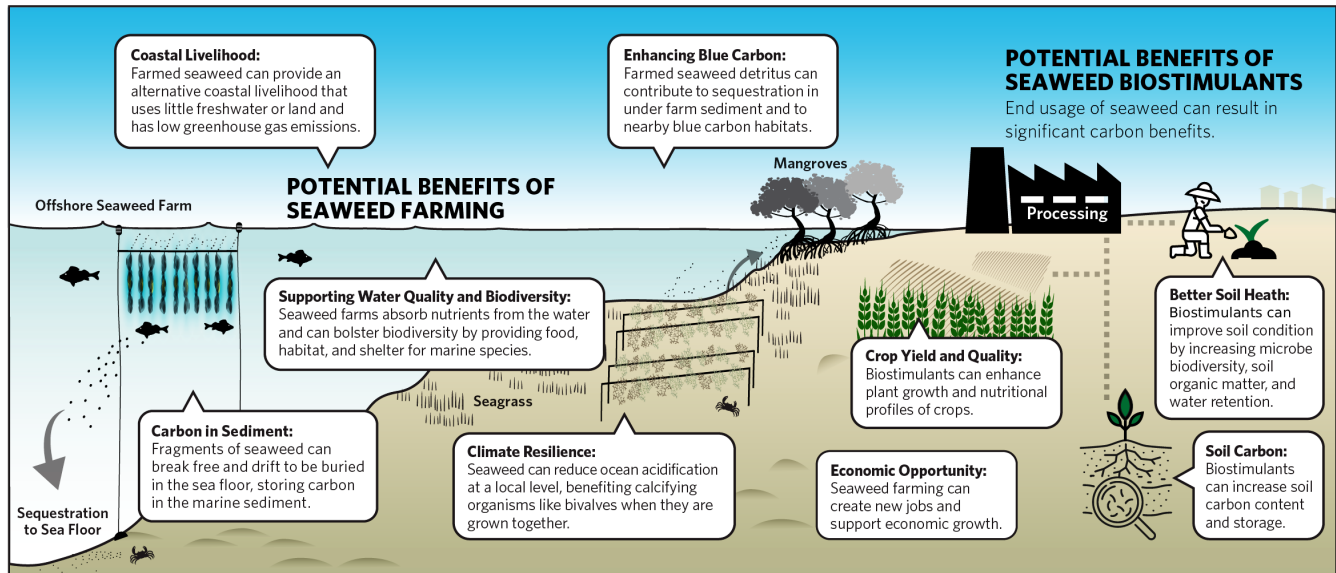 Coastal Livelihood:
Farmed seaweed can provide an
alternative coastal livelihood that
uses little freshwater or land and
has low greenhouse gas emissions.
Enhancing Blue Carbon:
Farmed seaweed detritus can
contribute to sequestration in
under farm sediment and to
nearby blue carbon habitats.
POTENTIAL BENEFITS OF
SEAWEED BIOSTIMULANTS
End usage of seaweed can result in
significant carbon benefits.
Mangroves
POTENTIAL BENEFITS OF
SEAWEED FARMING
Offshore Seaweed Farm
Processing
Supporting Water Quality and Biodiversity:
Seaweed farms absorb nutrients from the water
and can bolster biodiversity by providing food,
habitat, and shelter for marine species.
Better Soil Heath:
Biostimulants can
improve soil condition
by increasing microbe
biodiversity, soil
organic matter, and
water retention.
Crop Yield and Quality:
Biostimulants can enhance
plant growth and nutritional
profiles of crops.
Seagrass
Carbon in Sediment:
Fragments of seaweed can
break free and drift to be buried
in the sea floor, storing carbon
in the marine sediment.
Climate Resilience:
Seaweed can reduce ocean acidification
at a local level, benefiting calcifying
organisms like bivalves when they are
grown together.
Economic Opportunity:
Seaweed farming can
create new jobs and
support economic growth.
Soil Carbon:
Biostimulants
can increase soil
carbon content
and storage.
Sequestration
to Sea Floor